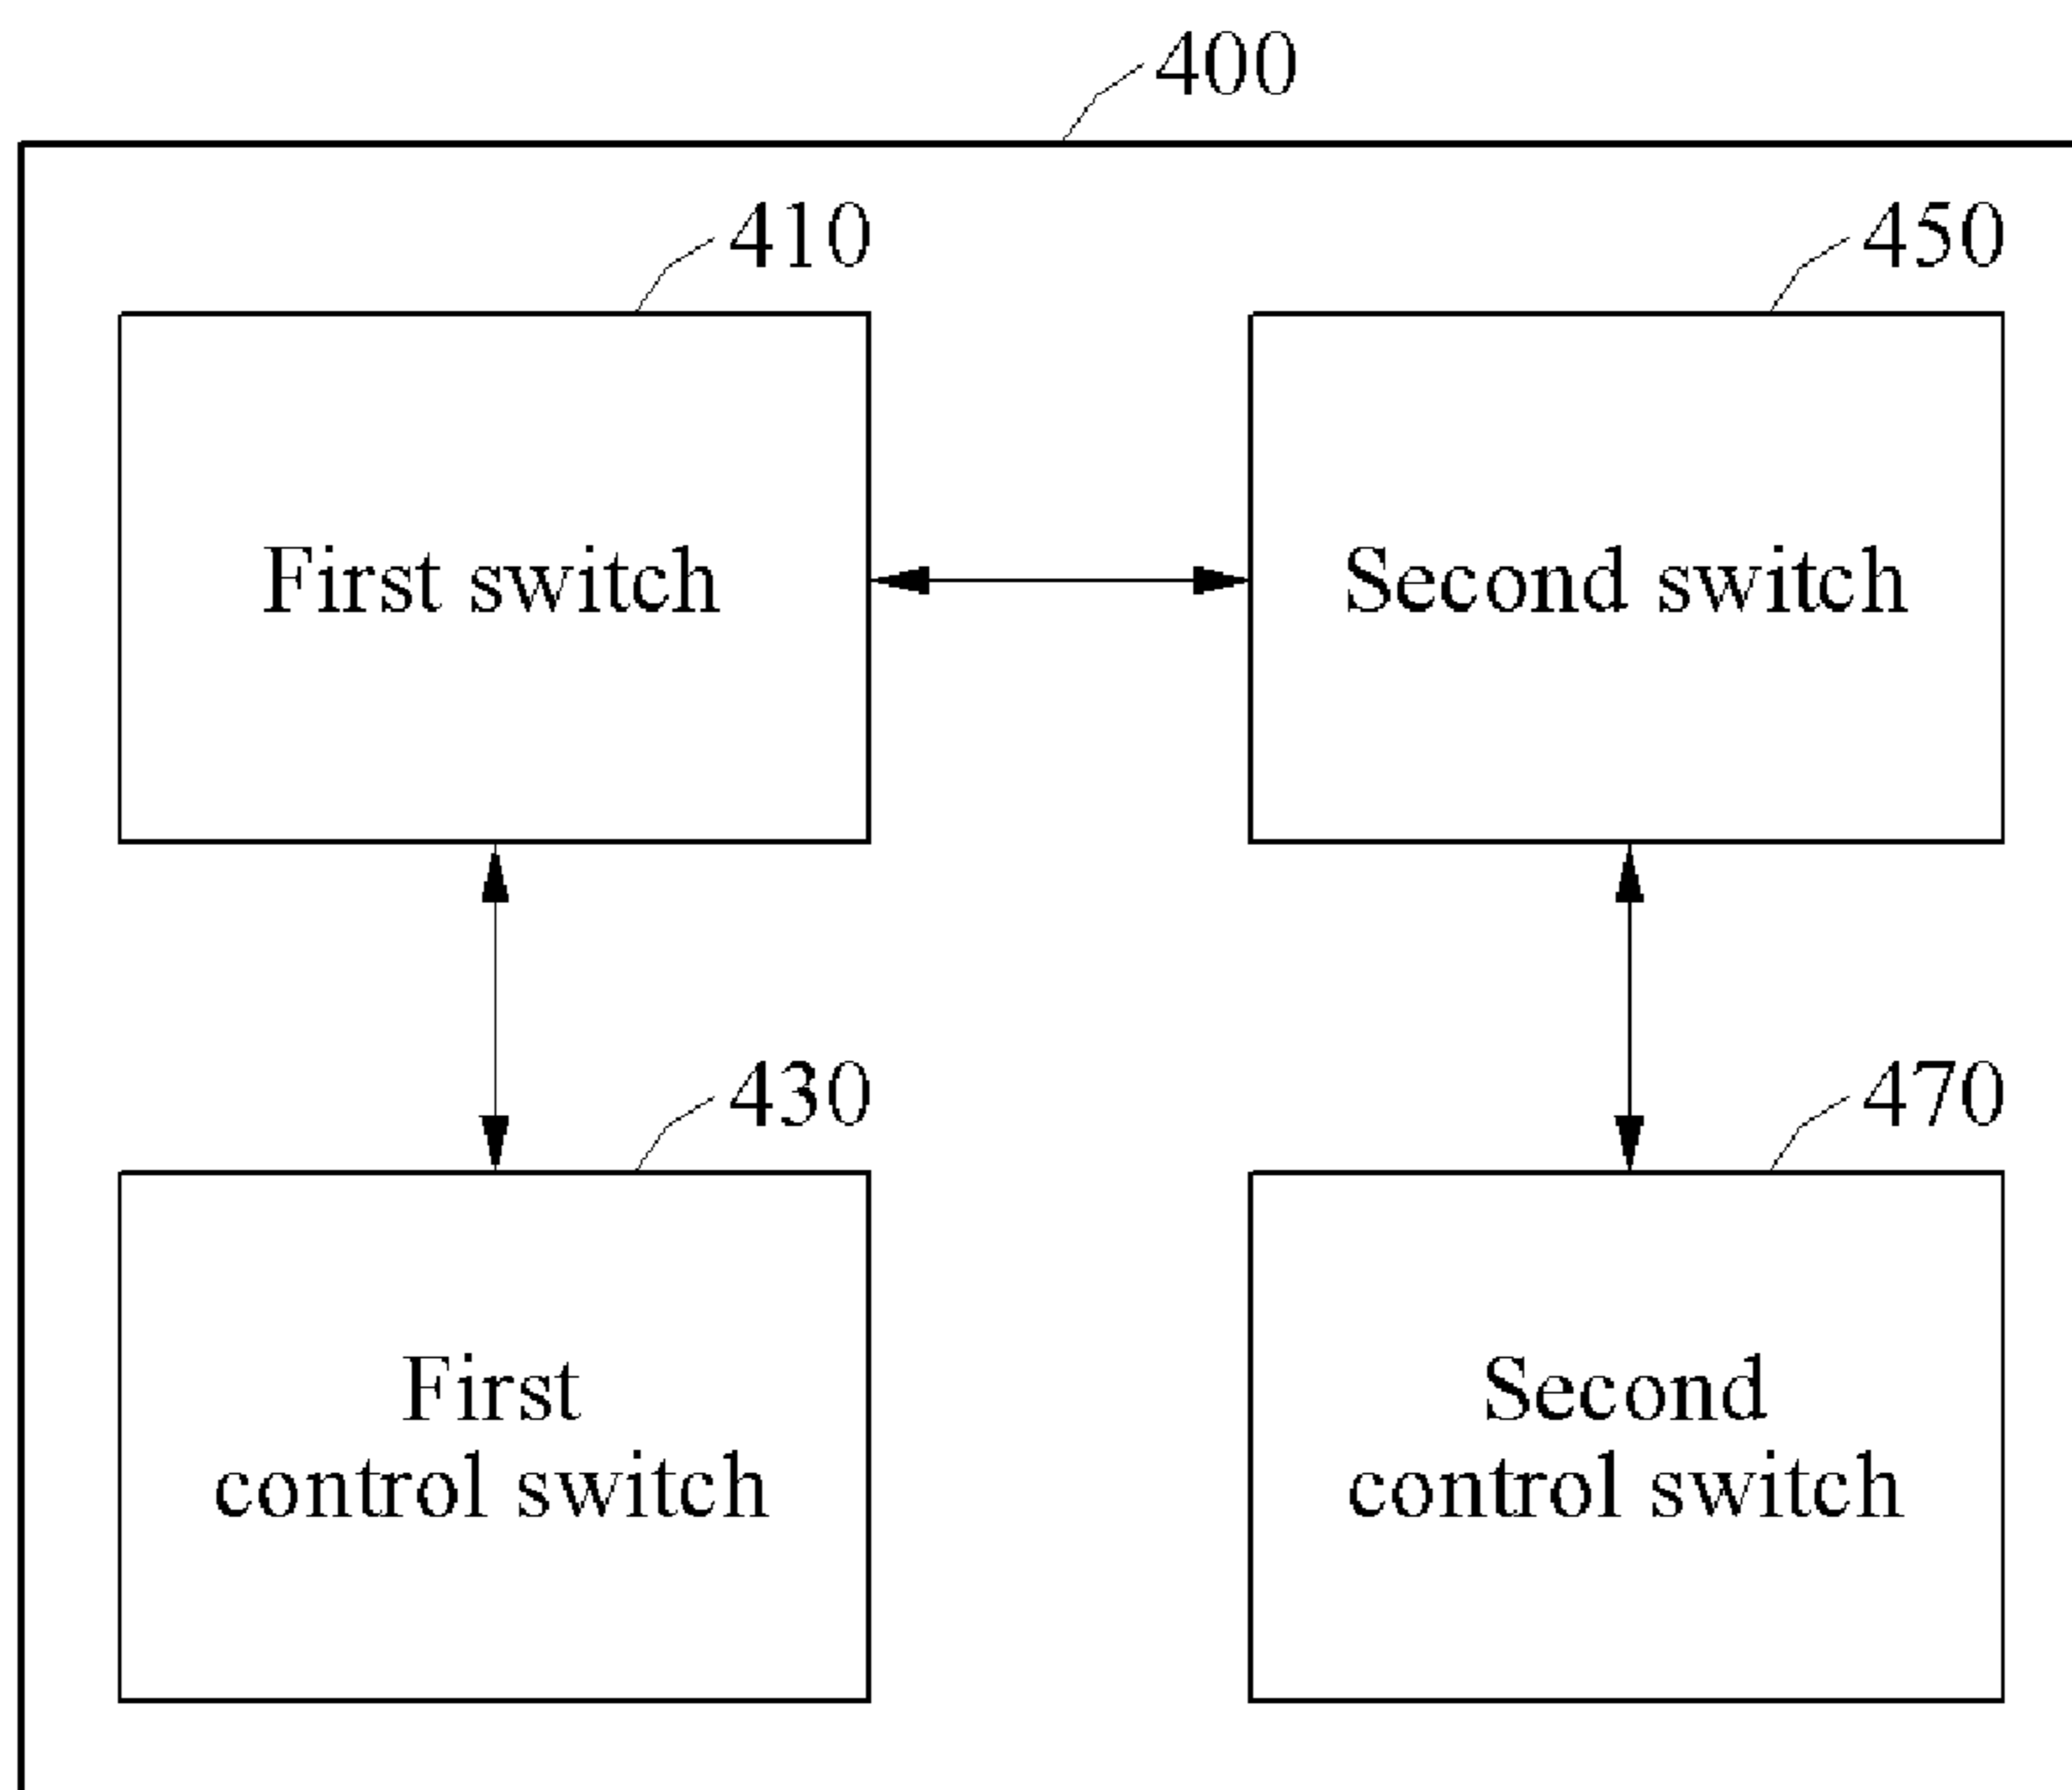 400
410
450
First switch
Second switch
430
470
First
control switch
Second
control switch